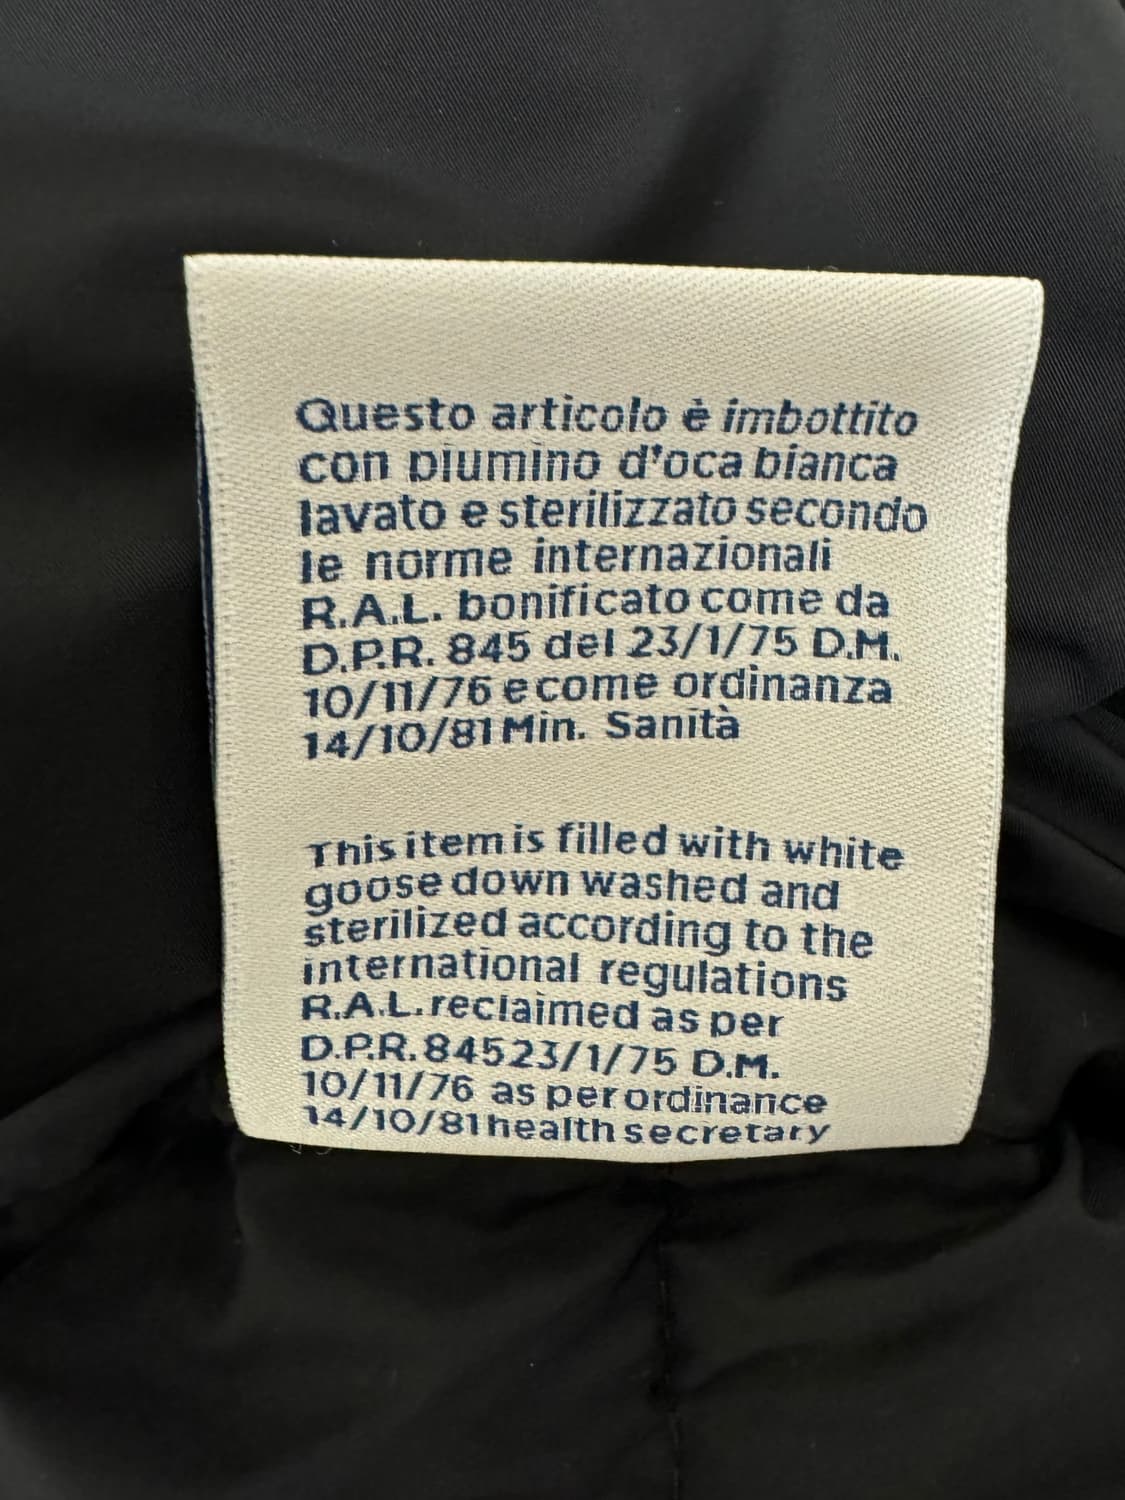 Questo articolo è imbottito
con piumino d'oca bianca
lavato e sterilizzato secondo
le norme internazionali
R.A.L. bonificato come da
D.P.R. 845 del 23/1/75 D.M.
10/11/76 e come ordinanza
14/10/81 Min. Sanità
This item is filled with white
goose down washed and
sterilized according to the
international regulations
R.A.L. reclaimed as per
D.P.R. 845 23/1/75 D.M.
10/11/76 as per ordinance
14/10/81 health secretary